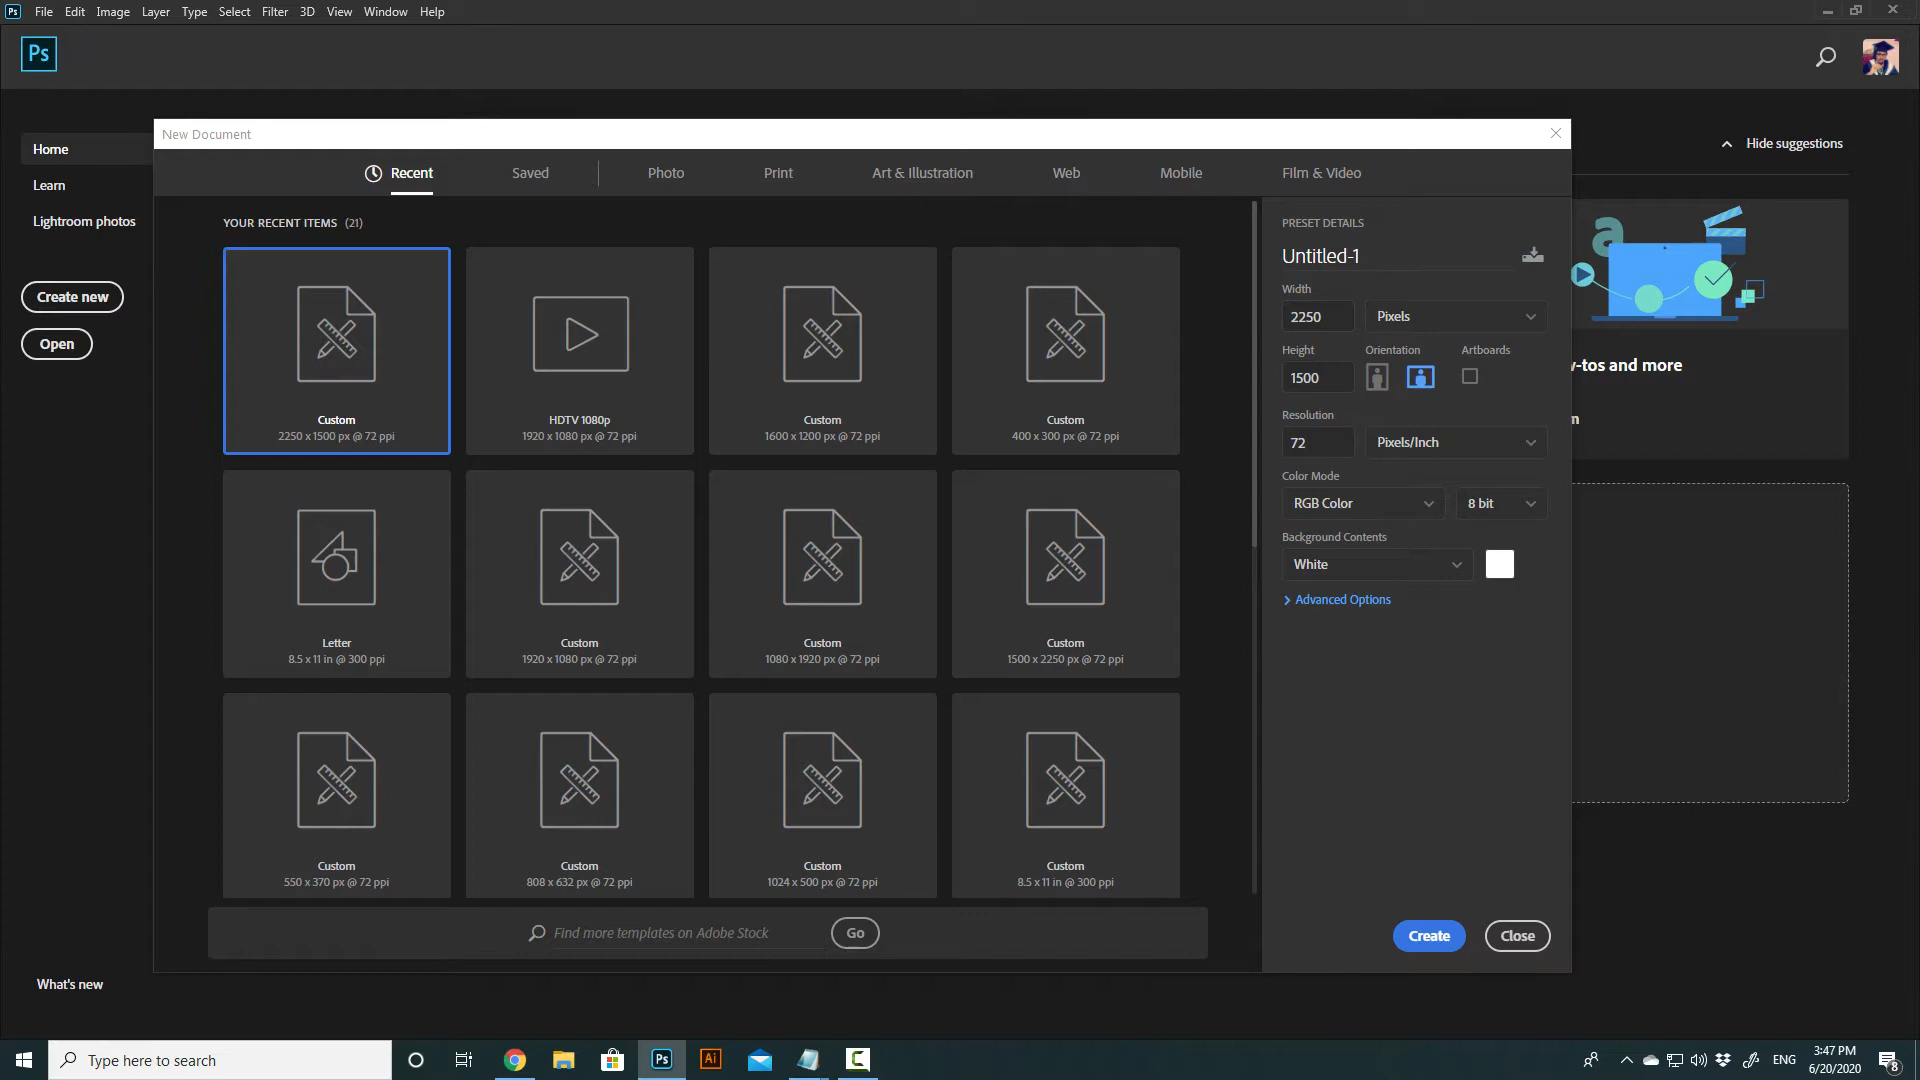 Ps File Edit Image Layer Type Select Filter 3D View Window Help
Ps
Home
Learn
Lightroom photos
Create new
Open
What's new
Hide suggestions
New Document
Recent Saved Photo Print Art & Illustration Web Mobile Film & Video
YOUR RECENT ITEMS (21)
Custom
2250 x 1500 px @ 72 ppi
HDTV 1080p
1920 x 1080 px @ 72 ppi
Custom
1600 x 1200 px @ 72 ppi
Custom
400 x 300 px @ 72 ppi
Letter
8.5 x 11 in @ 300 ppi
Custom
1920 x 1080 px @ 72 ppi
Custom
1080 x 1920 px @ 72 ppi
Custom
1500 x 2250 px @ 72 ppi
Custom
550 x 370 px @ 72 ppi
Custom
808 x 632 px @ 72 ppi
Custom
1024 x 500 px @ 72 ppi
Custom
8.5 x 11 in @ 300 ppi
Find more templates on Adobe Stock Go
PRESET DETAILS
Untitled-1
Width
2250 Pixels
Height Orientation Artboards
1500
Resolution
72 Pixels/Inch
Color Mode
RGB Color 8 bit
Background Contents
White
Advanced Options
Create Close
a
w-tos and more
n
Type here to search
Ps Ai C
ENG
3:47 PM
6/20/2020
8